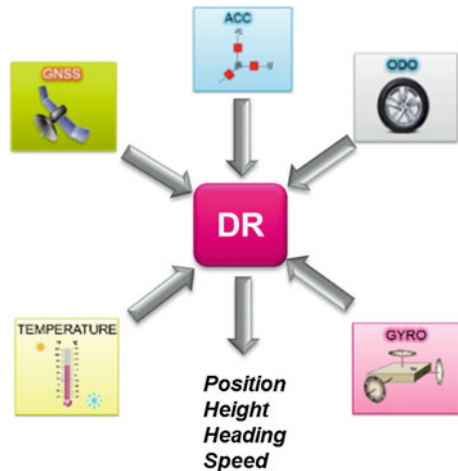 ACC
GNSS
ODO
DR
TEMPERATURE
GYRO
Position
Height
Heading
Speed